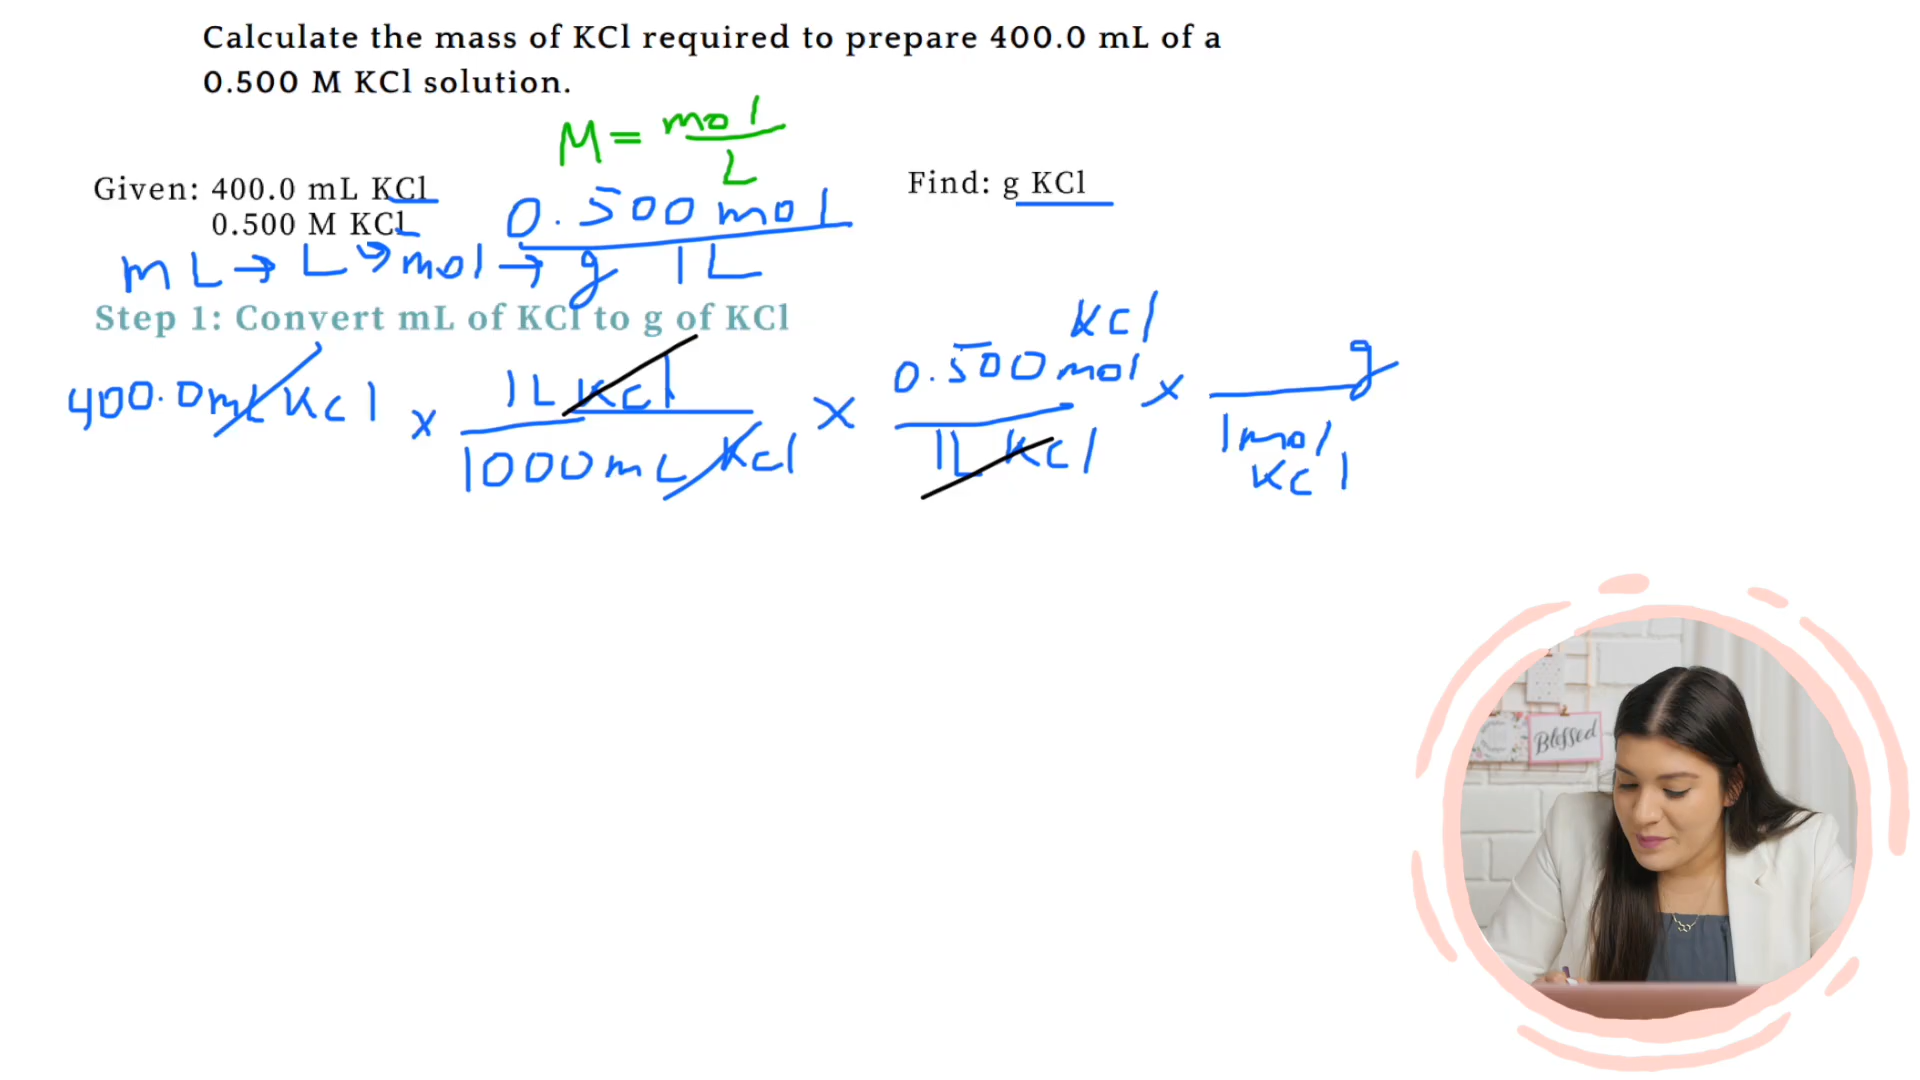 Calculate the mass of KCl required to prepare 400.0 mL of a
0.500 M KCl solution.
M = mol / L
Given: 400.0 mL KCl
0.500 M KCl
0.500 mol / 1 L
Find: g KCl
mL → L → mol → g
Step 1: Convert mL of KCl to g of KCl
400.0 mL KCl × 1 L KCl / 1000 mL KCl × 0.500 mol KCl / 1 L KCl × g / 1 mol KCl
Blessed